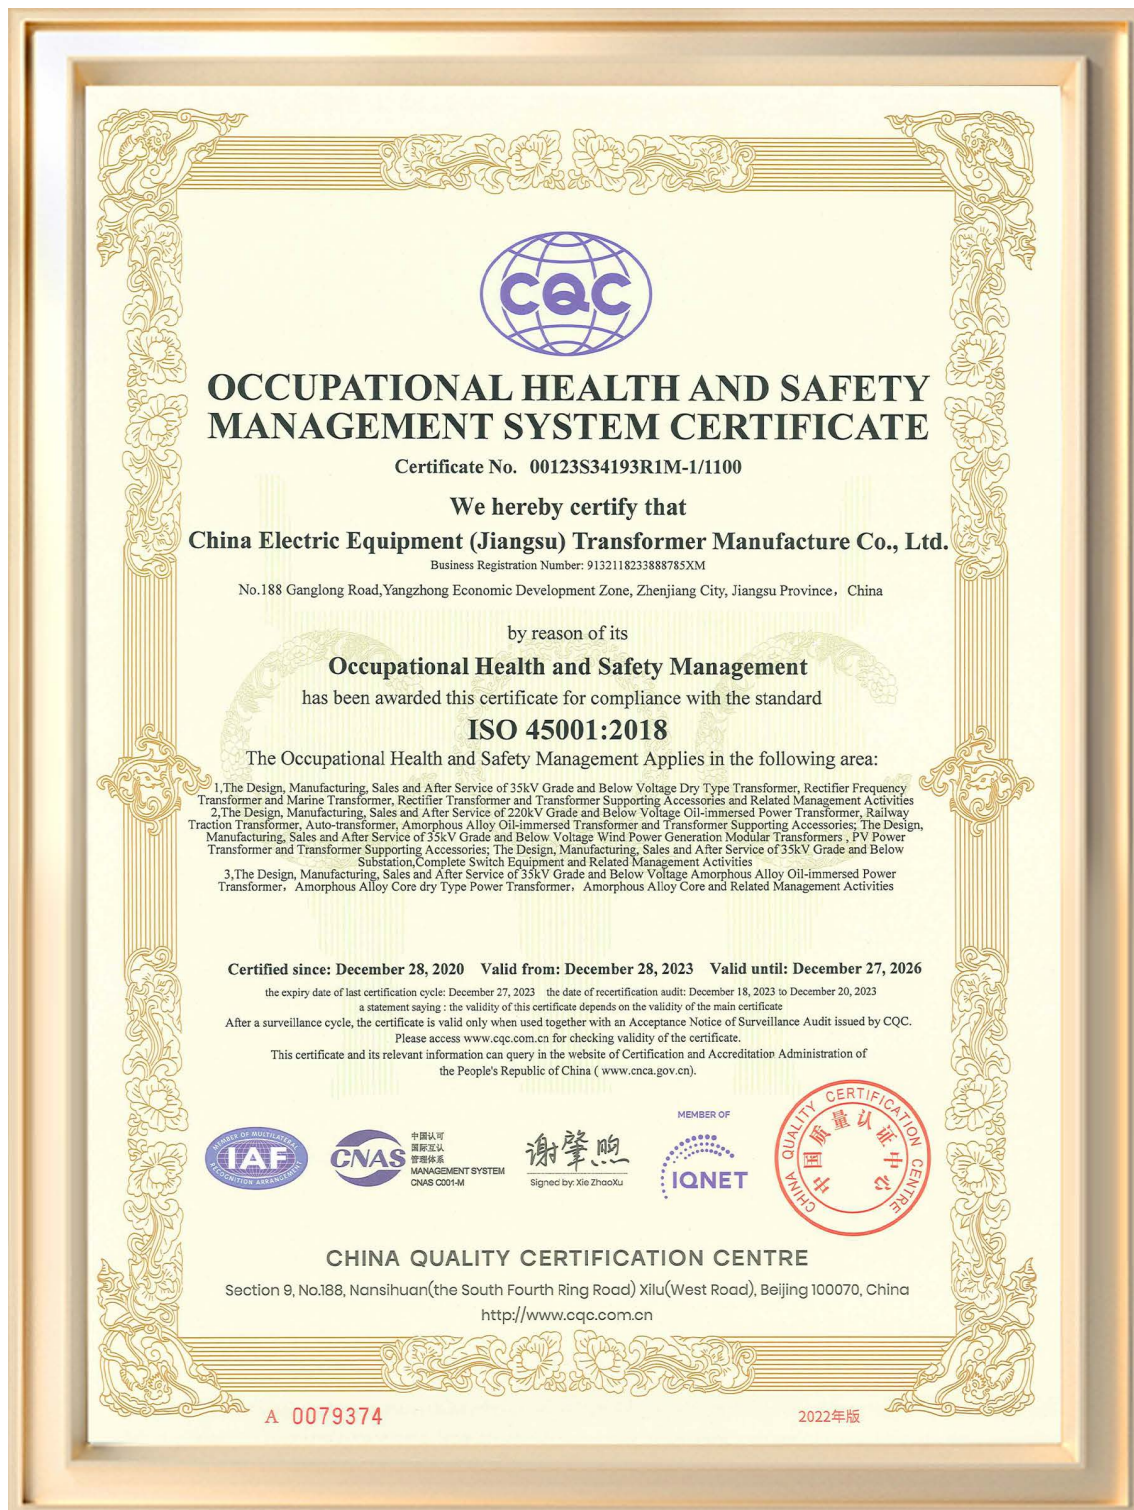 CQC
OCCUPATIONAL HEALTH AND SAFETY
MANAGEMENT SYSTEM CERTIFICATE
Certificate No. 00123S34193R1M-1/1100
We hereby certify that
China Electric Equipment (Jiangsu) Transformer Manufacture Co., Ltd.
Business Registration Number: 9132118233888785XM
No.188 Ganglong Road,Yangzhong Economic Development Zone, Zhenjiang City, Jiangsu Province，China
by reason of its
Occupational Health and Safety Management
has been awarded this certificate for compliance with the standard
ISO 45001:2018
The Occupational Health and Safety Management Applies in the following area:
1,The Design, Manufacturing, Sales and After Service of 35kV Grade and Below Voltage Dry Type Transformer, Rectifier Frequency
Transformer and Marine Transformer, Rectifier Transformer and Transformer Supporting Accessories and Related Management Activities
2,The Design, Manufacturing, Sales and After Service of 220kV Grade and Below Voltage Oil-immersed Power Transformer, Railway
Traction Transformer, Auto-transformer, Amorphous Alloy Oil-immersed Transformer and Transformer Supporting Accessories; The Design,
Manufacturing, Sales and After Service of 35kV Grade and Below Voltage Wind Power Generation Modular Transformers , PV Power
Transformer and Transformer Supporting Accessories; The Design, Manufacturing, Sales and After Service of 35kV Grade and Below
Substation,Complete Switch Equipment and Related Management Activities
3,The Design, Manufacturing, Sales and After Service of 35kV Grade and Below Voltage Amorphous Alloy Oil-immersed Power
Transformer，Amorphous Alloy Core dry Type Power Transformer，Amorphous Alloy Core and Related Management Activities
Certified since: December 28, 2020 Valid from: December 28, 2023 Valid until: December 27, 2026
the expiry date of last certification cycle: December 27, 2023 the date of recertification audit: December 18, 2023 to December 20, 2023
a statement saying : the validity of this certificate depends on the validity of the main certificate
After a surveillance cycle, the certificate is valid only when used together with an Acceptance Notice of Surveillance Audit issued by CQC.
Please access www.cqc.com.cn for checking validity of the certificate.
This certificate and its relevant information can query in the website of Certification and Accreditation Administration of
the People's Republic of China ( www.cnca.gov.cn).
MEMBER OF MULTILATERAL
IAF
RECOGNITION ARRANGEMENT
CNAS
中国认可
国际互认
管理体系
MANAGEMENT SYSTEM
CNAS C001-M
谢肇煦
Signed by: Xie ZhaoXu
MEMBER OF
IQNET
CHINA QUALITY CERTIFICATION CENTRE
中国质量认证中心
CHINA QUALITY CERTIFICATION CENTRE
Section 9, No.188, Nansihuan(the South Fourth Ring Road) Xilu(West Road), Beijing 100070, China
http://www.cqc.com.cn
A 0079374
2022年版